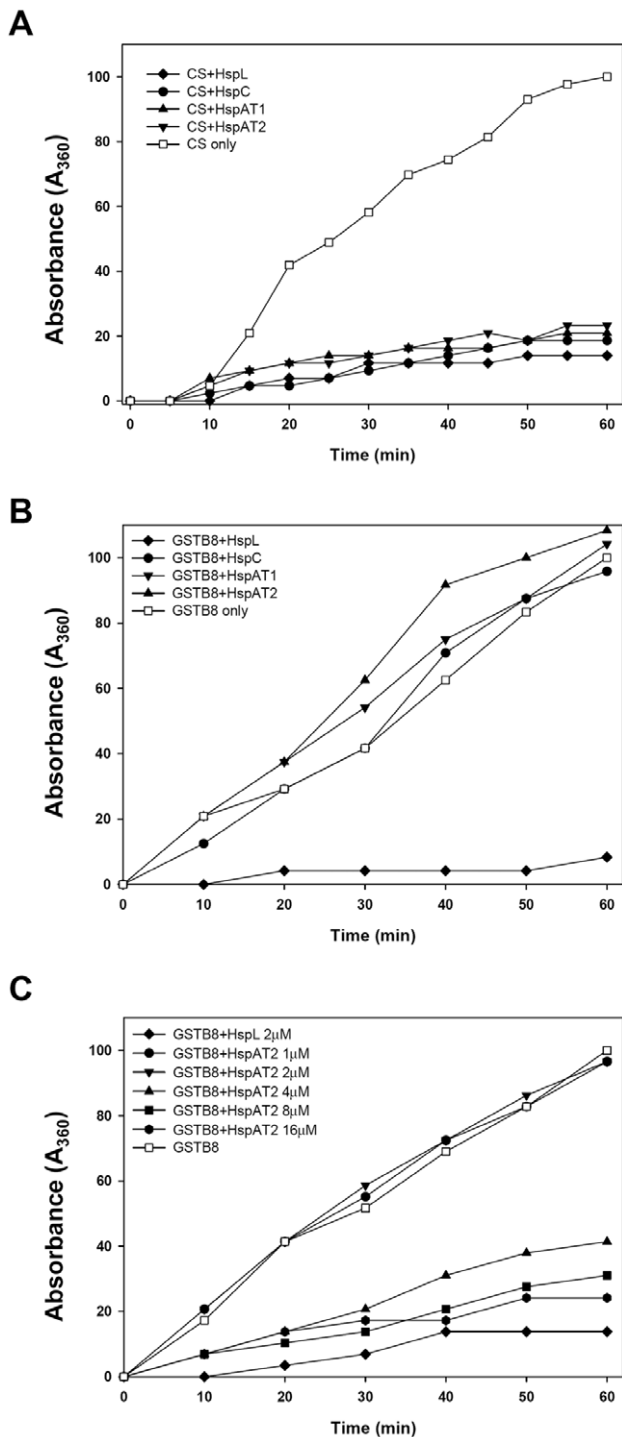 A
CS+HspL
CS+HspC
CS+HspAT1
CS+HspAT2
CS only
Absorbance (A360)
100
80
60
40
20
0
0 10 20 30 40 50 60
Time (min)
B
GSTB8+HspL
GSTB8+HspC
GSTB8+HspAT1
GSTB8+HspAT2
GSTB8 only
Absorbance (A360)
100
80
60
40
20
0
0 10 20 30 40 50 60
Time (min)
C
GSTB8+HspL 2µM
GSTB8+HspAT2 1µM
GSTB8+HspAT2 2µM
GSTB8+HspAT2 4µM
GSTB8+HspAT2 8µM
GSTB8+HspAT2 16µM
GSTB8
Absorbance (A360)
100
80
60
40
20
0
0 10 20 30 40 50 60
Time (min)